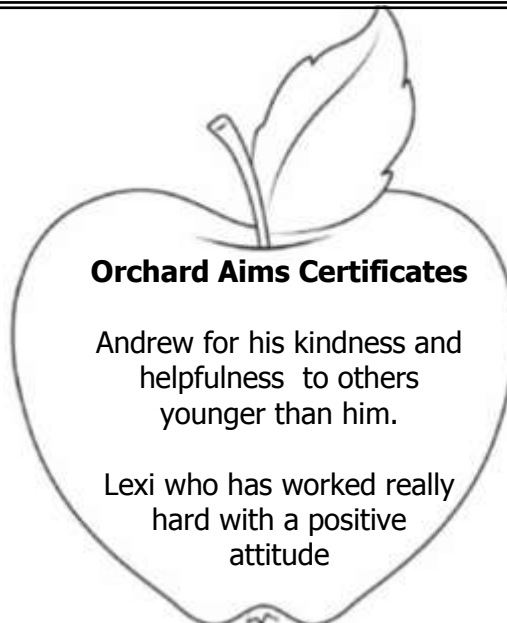 Orchard Aims Certificates
Andrew for his kindness and
helpfulness  to others
younger than him.
Lexi who has worked really
hard with a positive
attitude